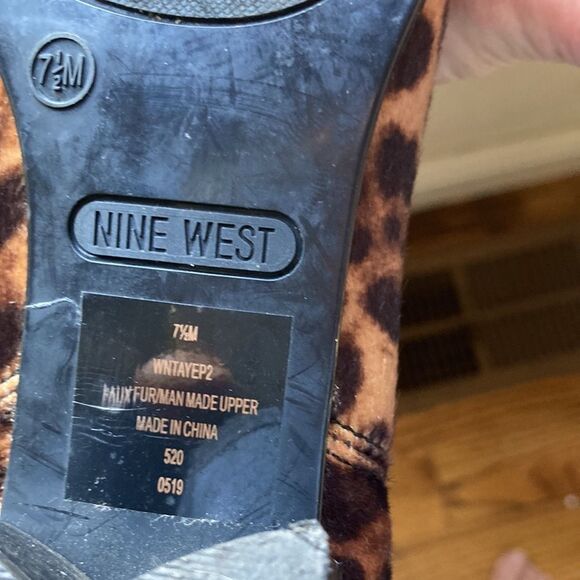 7½M
NINE WEST
7½M
WNTAYEP2
FAUX FUR/MAN MADE UPPER
MADE IN CHINA
520
0519